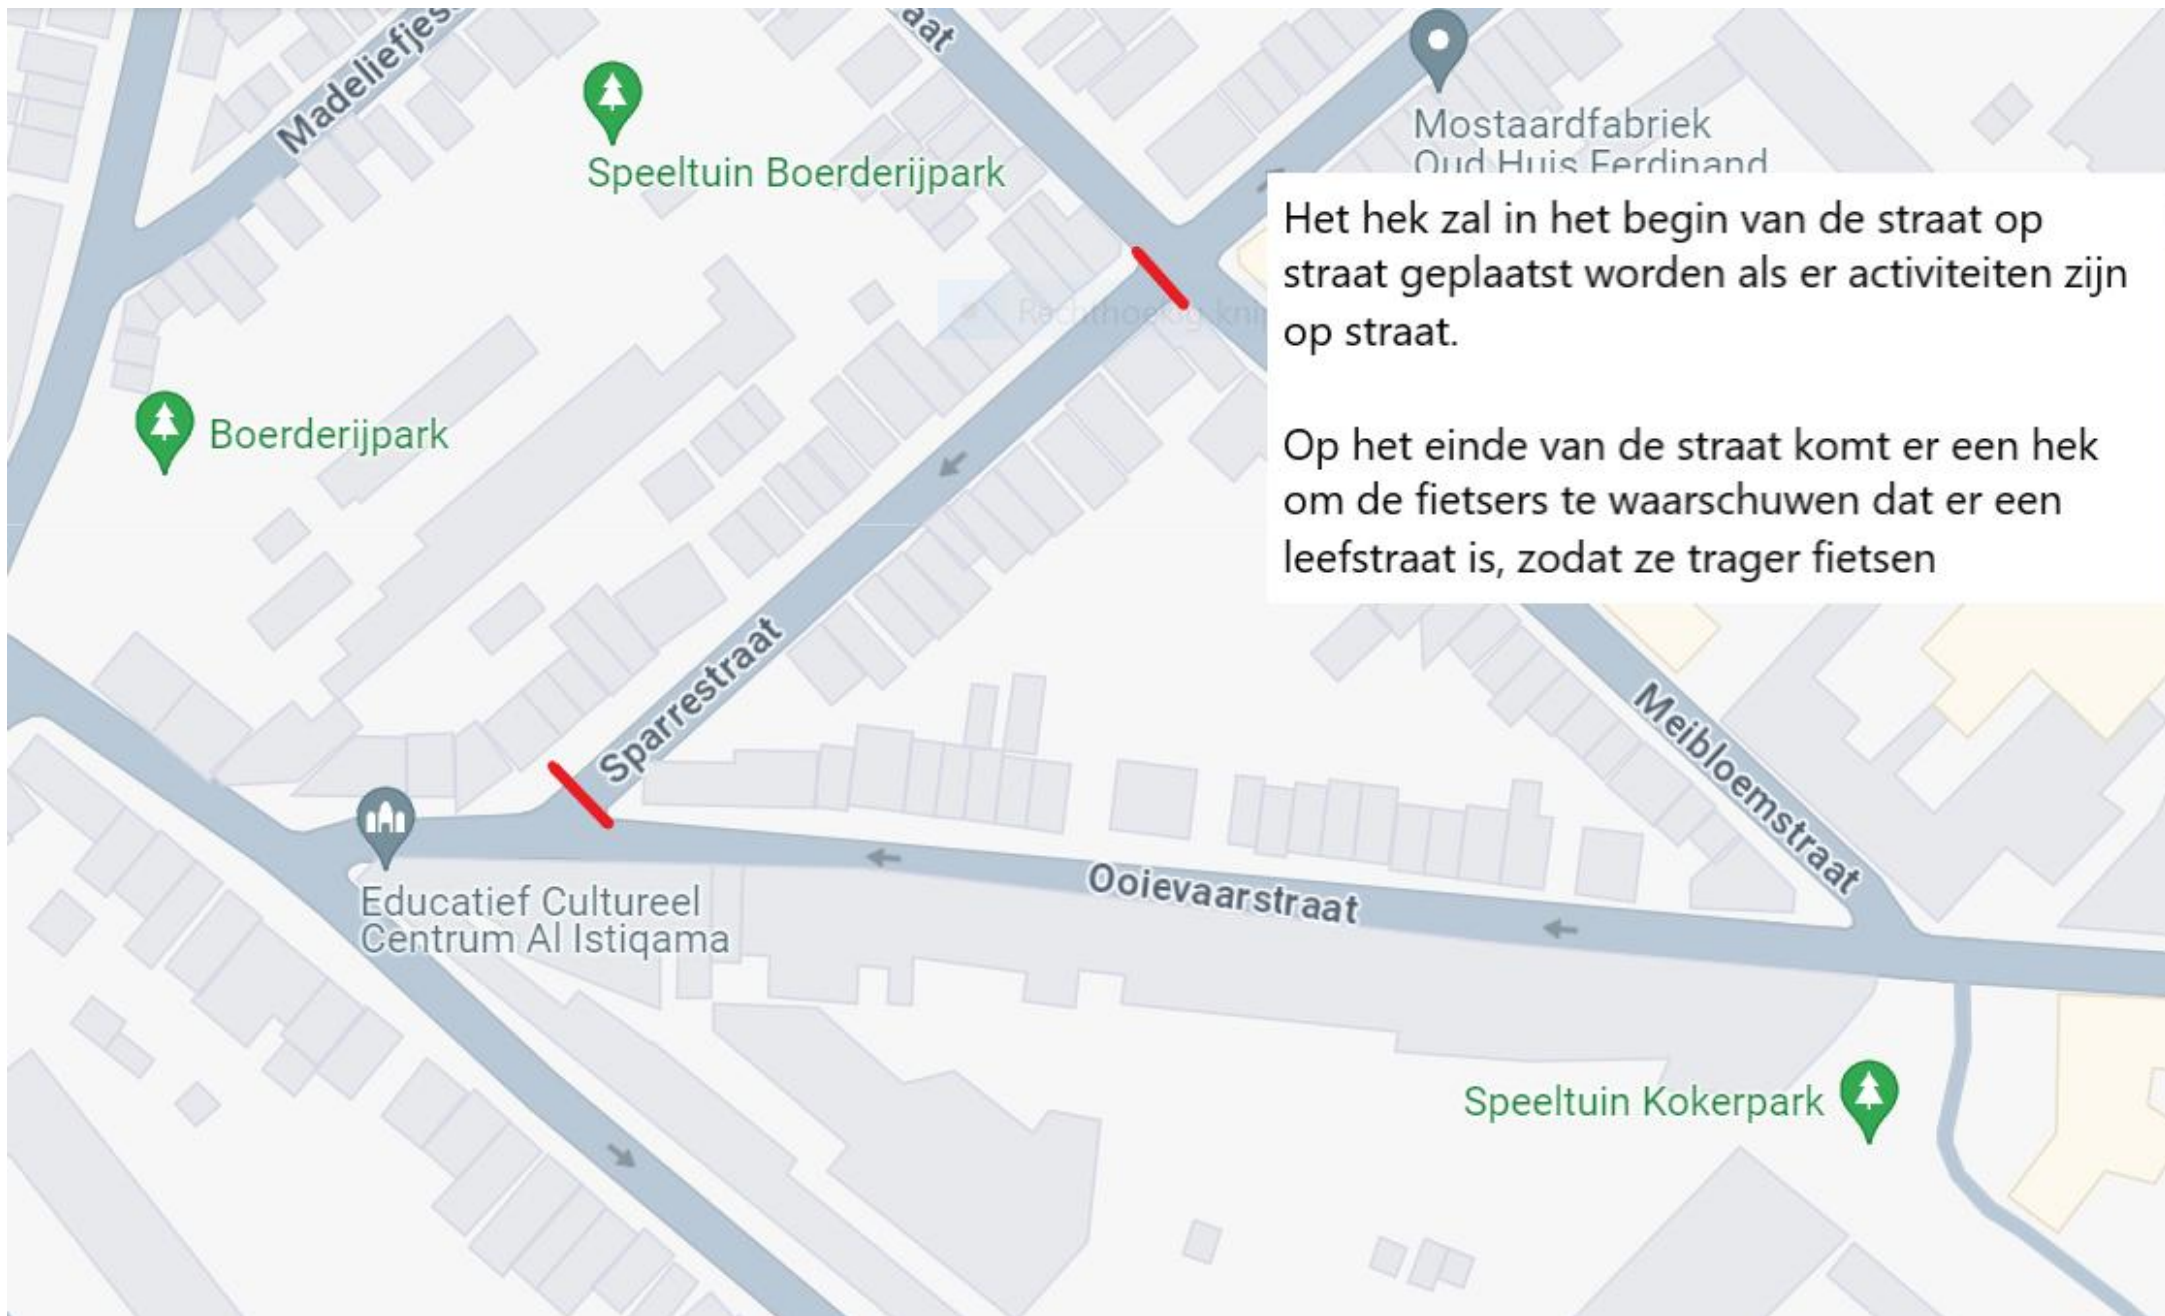 Madeliefjes
aat
Speeltuin Boerderijpark
Mostaardfabriek
Oud Huis Ferdinand
Het hek zal in het begin van de straat op
straat geplaatst worden als er activiteiten zijn
op straat.
Op het einde van de straat komt er een hek
om de fietsers te waarschuwen dat er een
leefstraat is, zodat ze trager fietsen
Rechthoekig kni
Boerderijpark
Sparrestraat
Meibloemstraat
Ooievaarstraat
Educatief Cultureel
Centrum Al Istiqama
Speeltuin Kokerpark